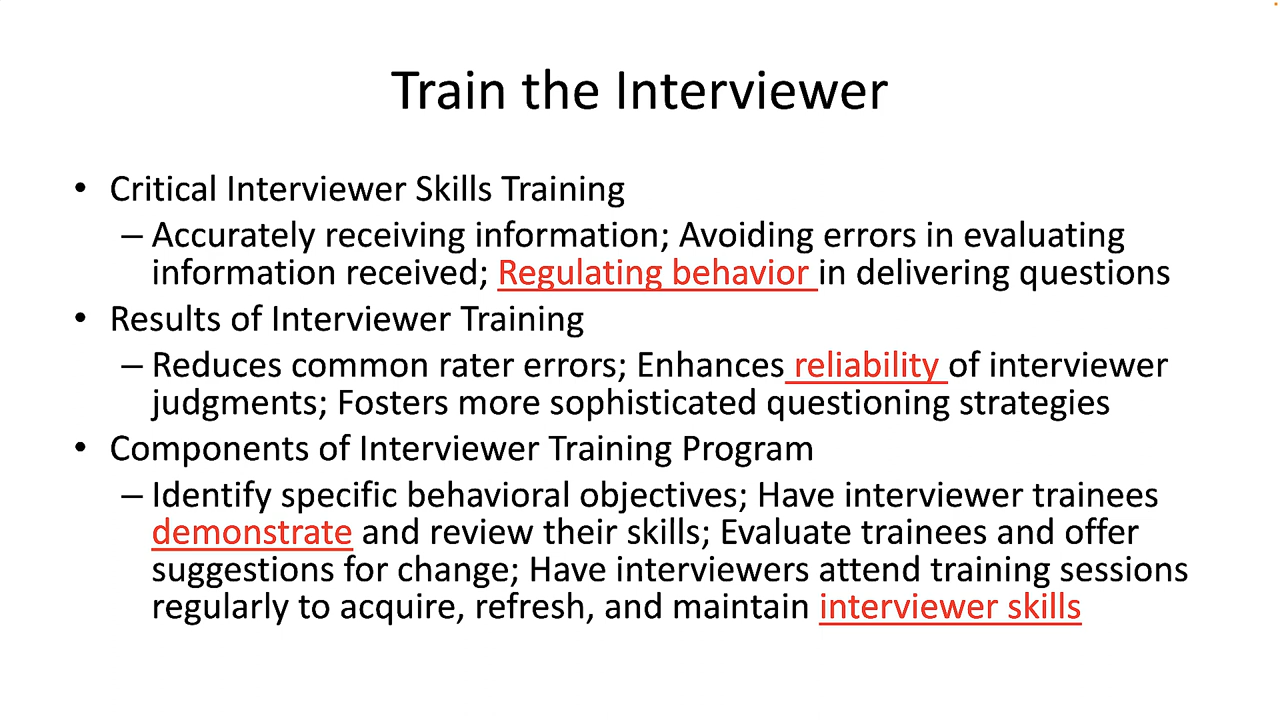 Train the Interviewer
• Critical Interviewer Skills Training
– Accurately receiving information; Avoiding errors in evaluating
information received; Regulating behavior in delivering questions
• Results of Interviewer Training
– Reduces common rater errors; Enhances reliability of interviewer
judgments; Fosters more sophisticated questioning strategies
• Components of Interviewer Training Program
– Identify specific behavioral objectives; Have interviewer trainees
demonstrate and review their skills; Evaluate trainees and offer
suggestions for change; Have interviewers attend training sessions
regularly to acquire, refresh, and maintain interviewer skills